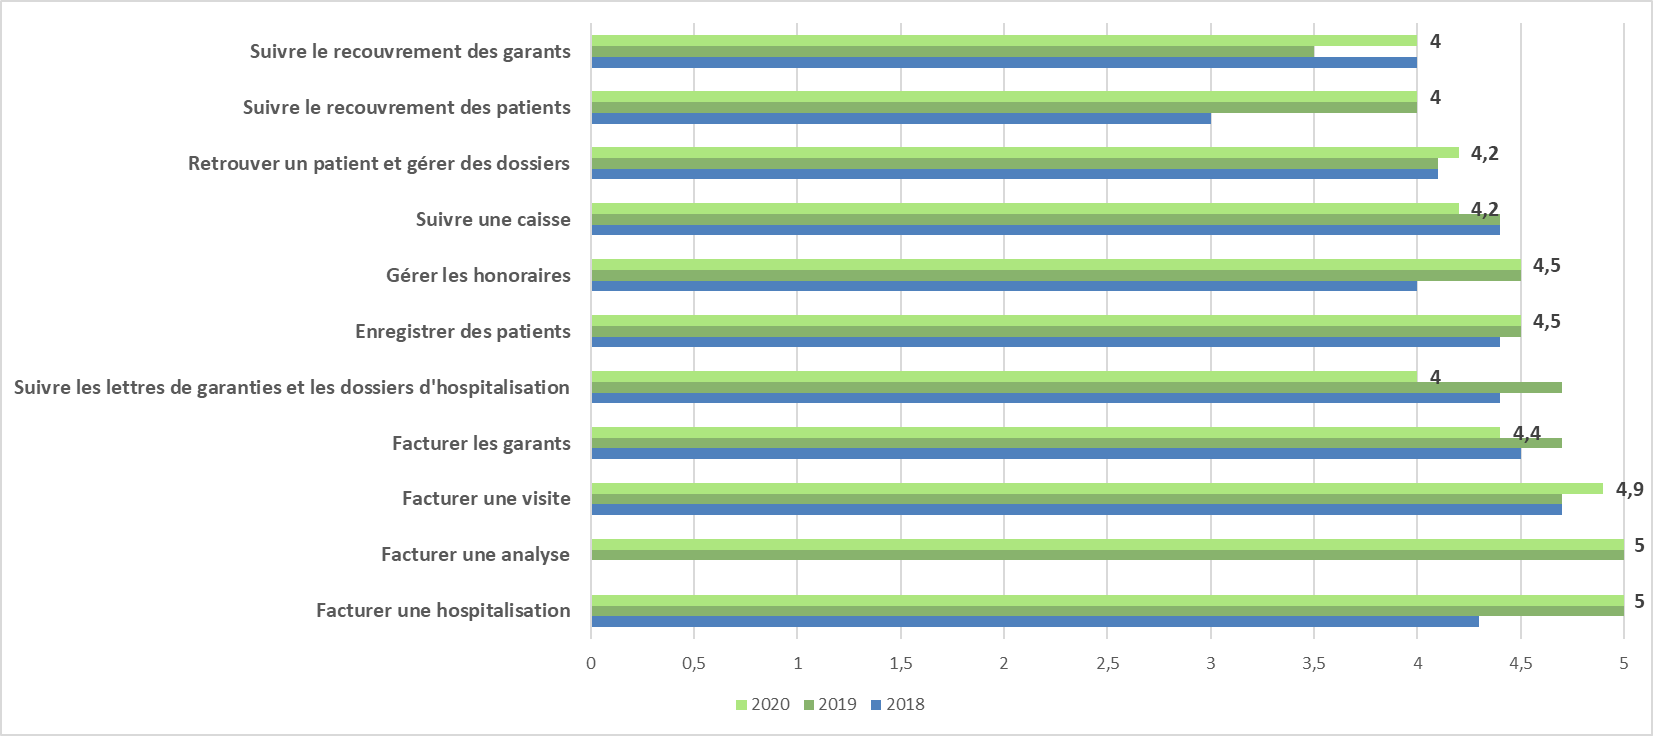 Suivre le recouvrement des garants 4
Suivre le recouvrement des patients 4
Retrouver un patient et gérer des dossiers 4,2
Suivre une caisse 4,2
Gérer les honoraires 4,5
Enregistrer des patients 4,5
Suivre les lettres de garanties et les dossiers d'hospitalisation 4
Facturer les garants 4,4
Facturer une visite 4,9
Facturer une analyse 5
Facturer une hospitalisation 5
0 0,5 1 1,5 2 2,5 3 3,5 4 4,5 5
2020 2019 2018